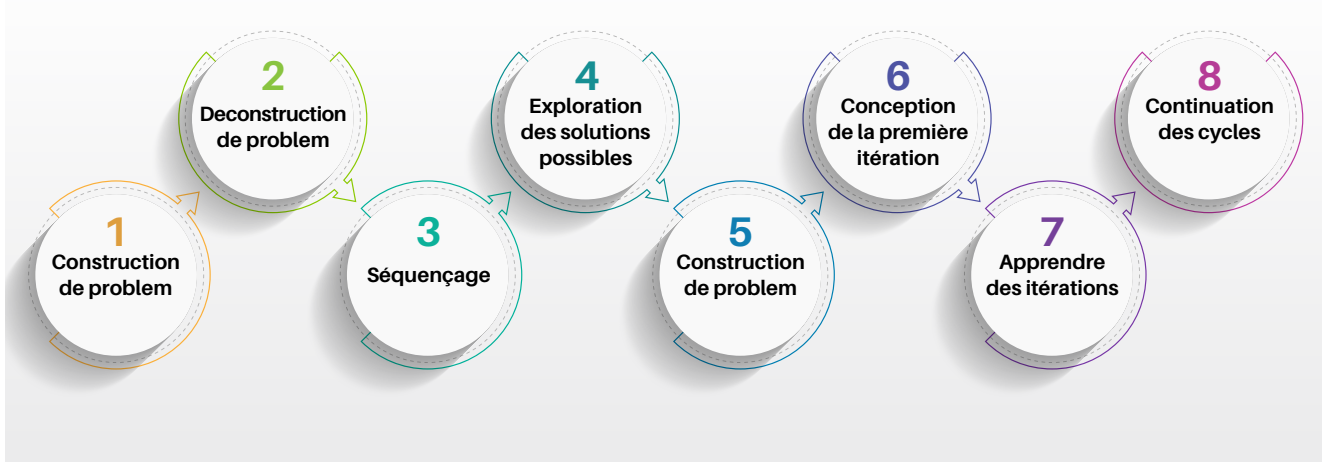 1
Construction
de problem
2
Deconstruction
de problem
3
Séquençage
4
Exploration
des solutions
possibles
5
Construction
de problem
6
Conception
de la première
itération
7
Apprendre
des itérations
8
Continuation
des cycles